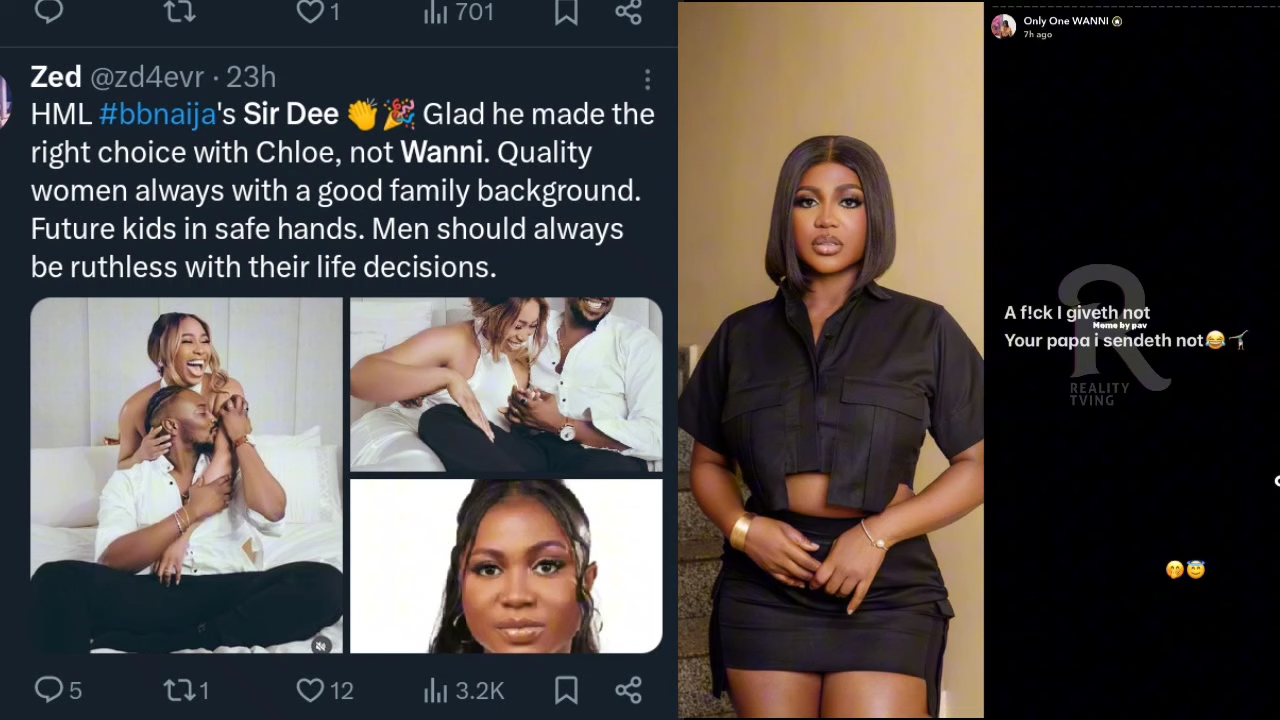 1
701
Zed @zd4evr · 23h
HML #bbnaija's Sir Dee 👏🎉 Glad he made the
right choice with Chloe, not Wanni. Quality
women always with a good family background.
Future kids in safe hands. Men should always
be ruthless with their life decisions.
5
1
12
3.2K
Only One WANNI
7h ago
A f!ck I giveth not
Meme by pav
Your papa i sendeth not😂🤸
R
REALITY
TVING
🤭😇